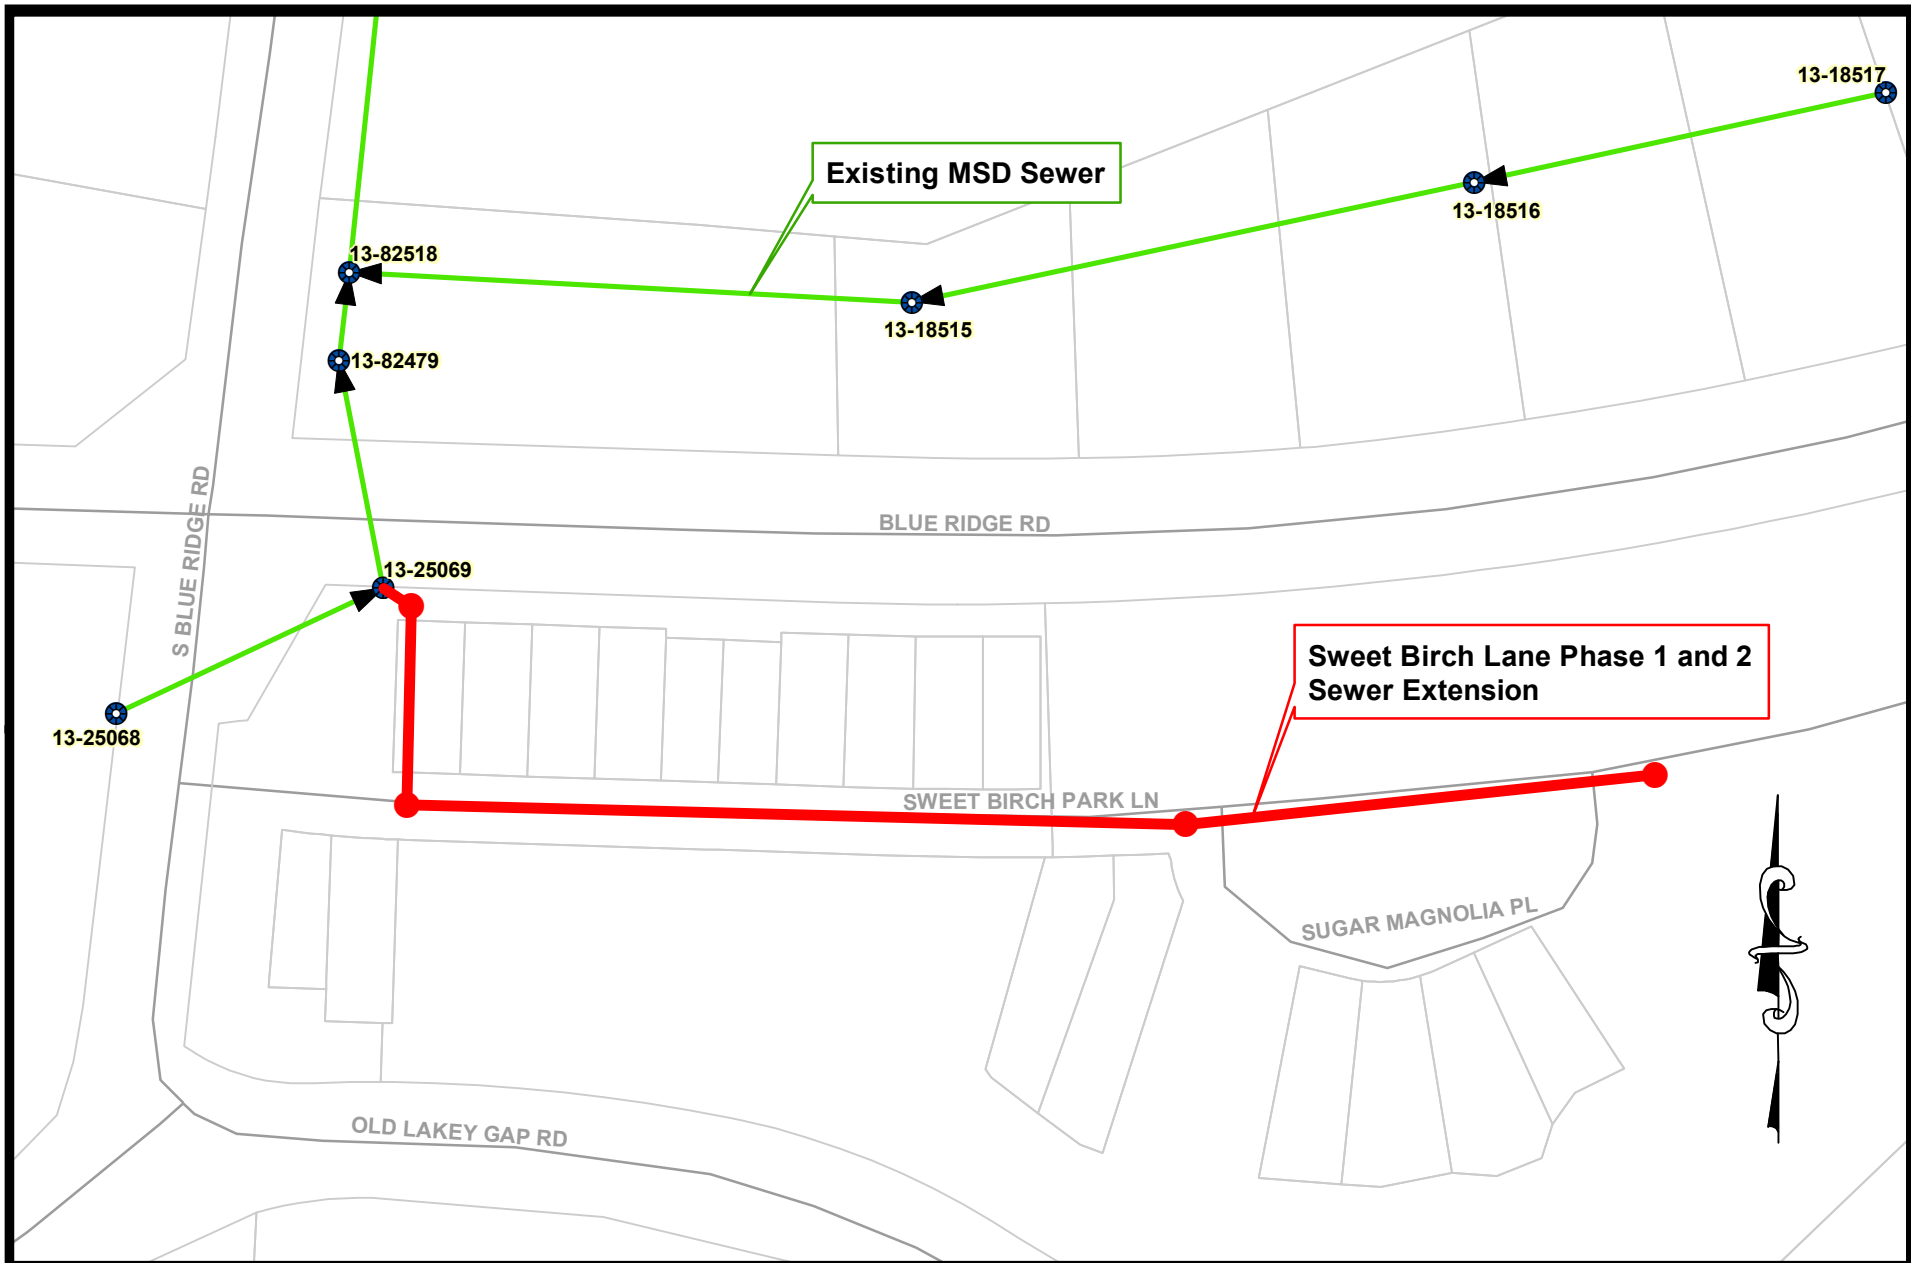 13-18517
Existing MSD Sewer
13-18516
13-82518
13-18515
13-82479
S BLUE RIDGE RD
BLUE RIDGE RD
13-25069
Sweet Birch Lane Phase 1 and 2
Sewer Extension
13-25068
SWEET BIRCH PARK LN
SUGAR MAGNOLIA PL
OLD LAKEY GAP RD